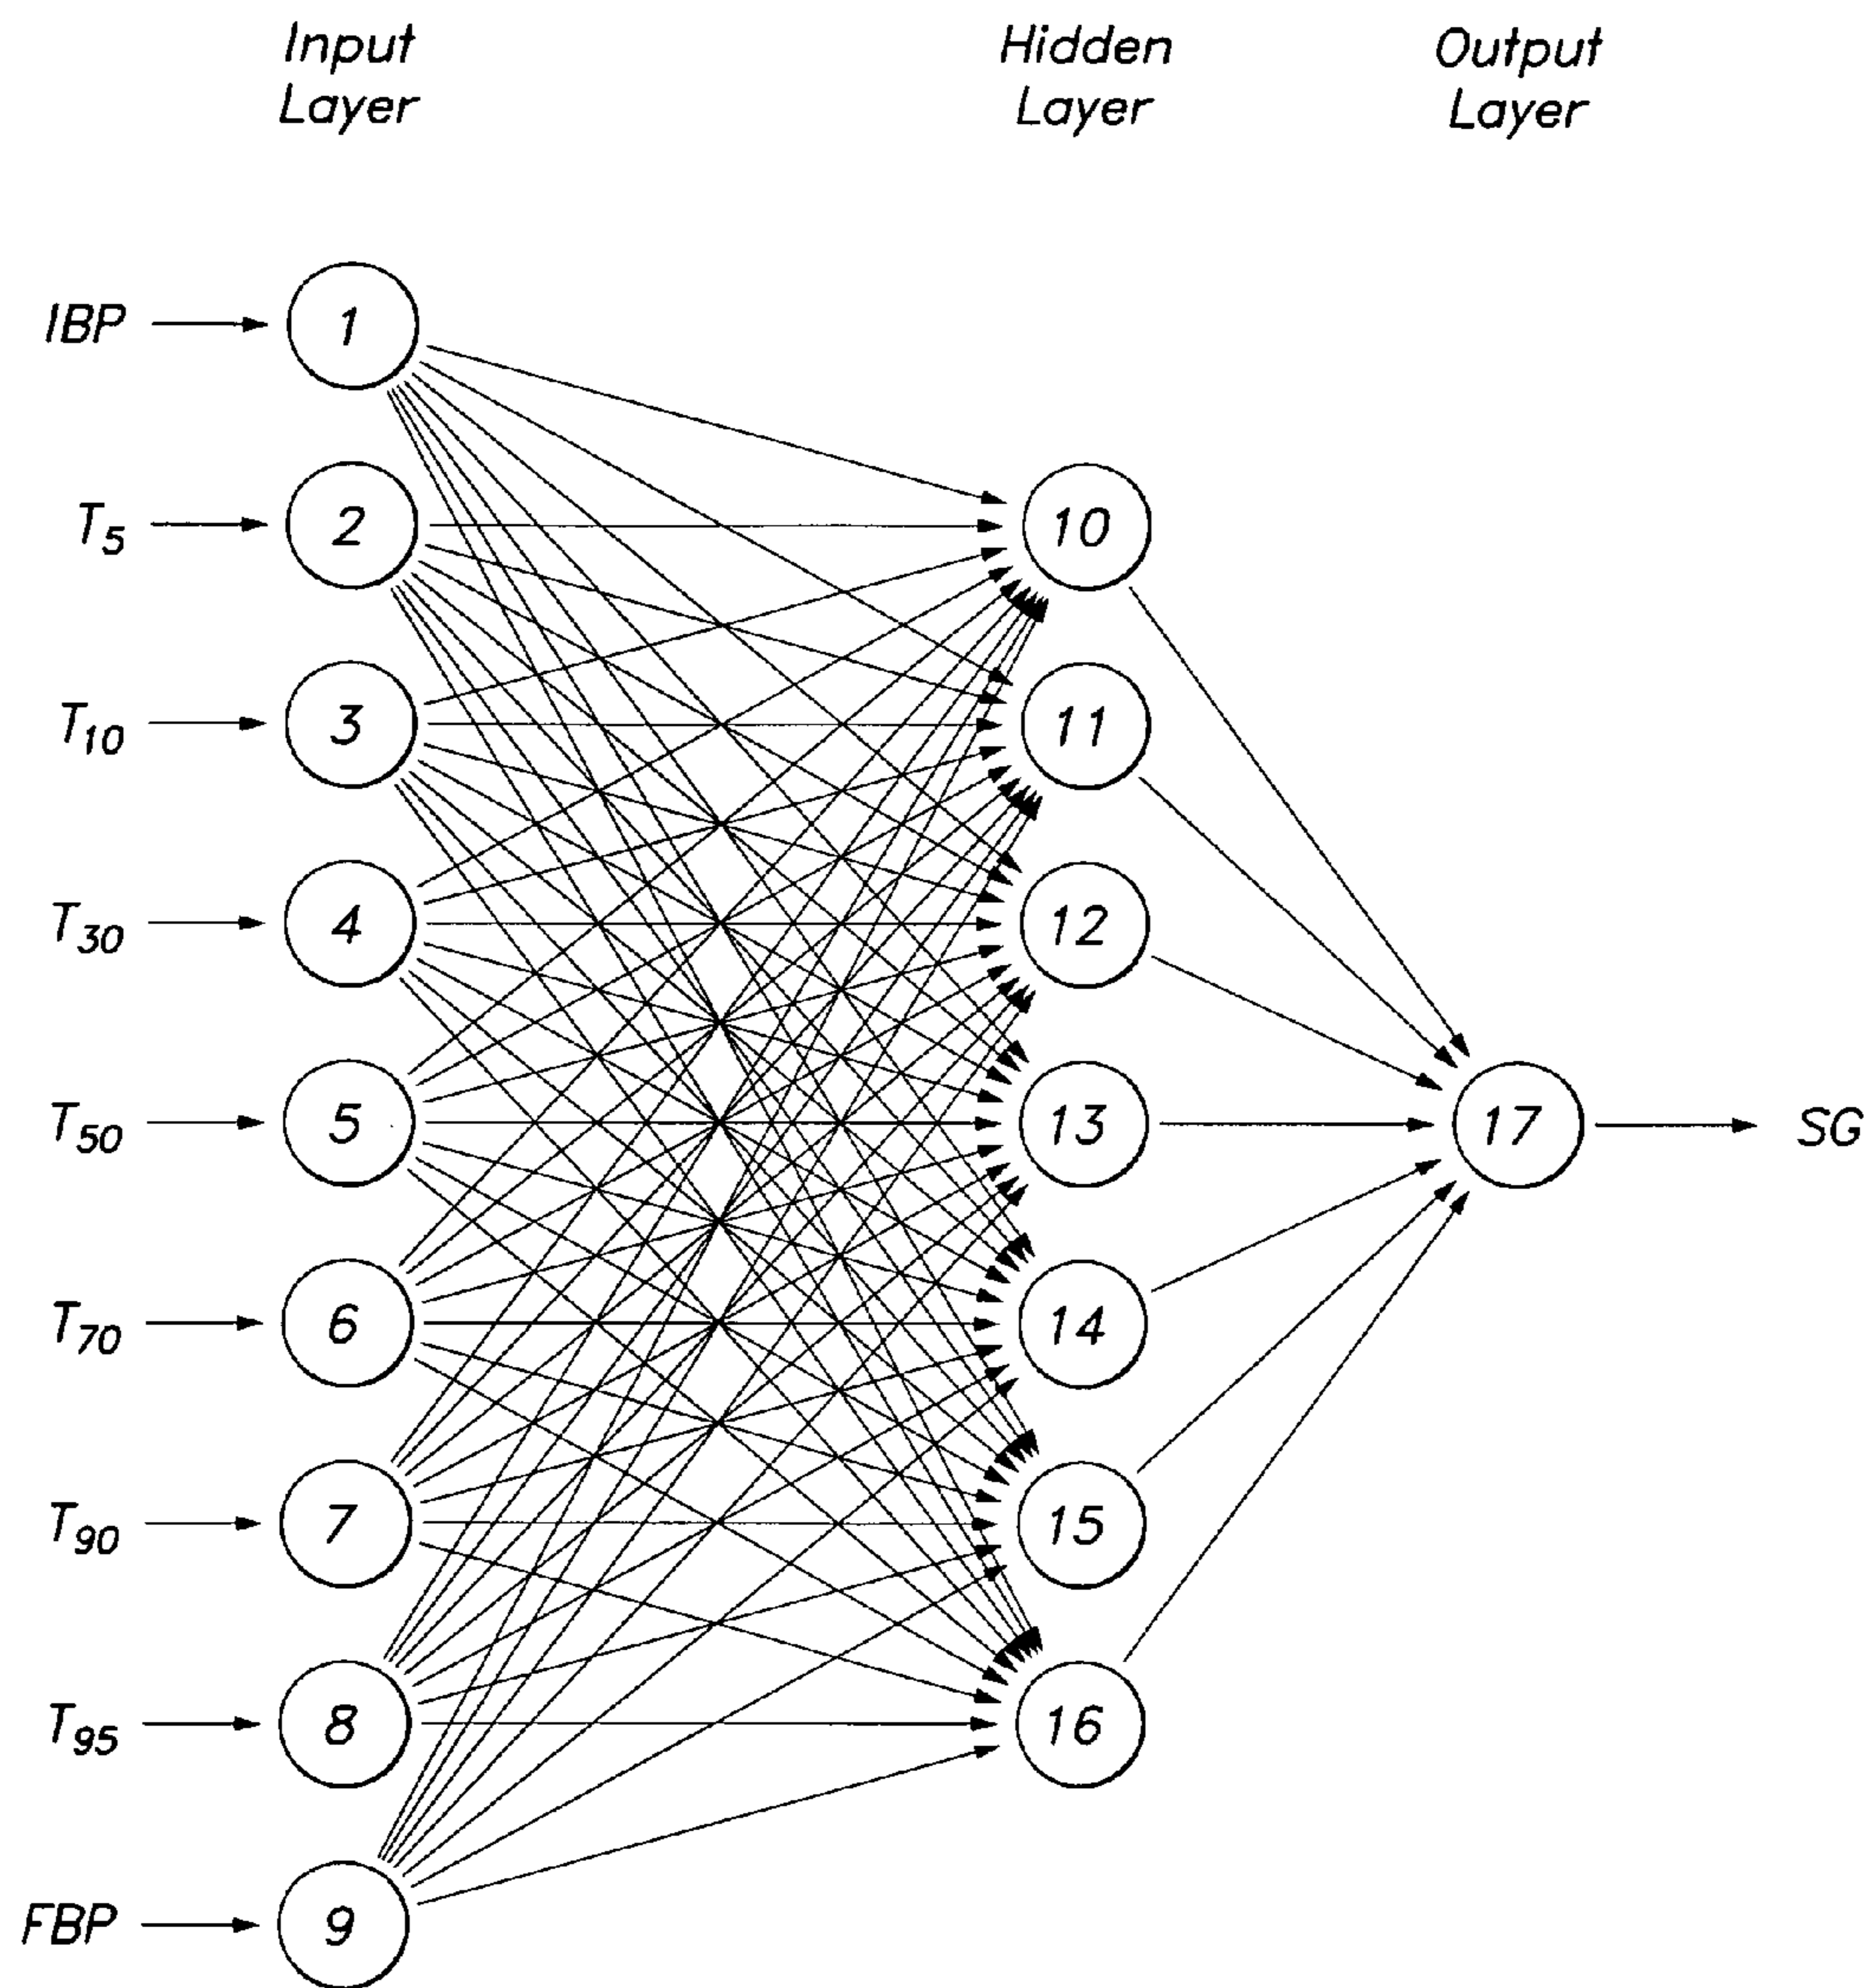 Input Layer
Hidden Layer
Output Layer
IBP
1
T5
2
10
T10
3
11
T30
4
12
T50
5
13
17
SG
T70
6
14
T90
7
15
T95
8
16
FBP
9